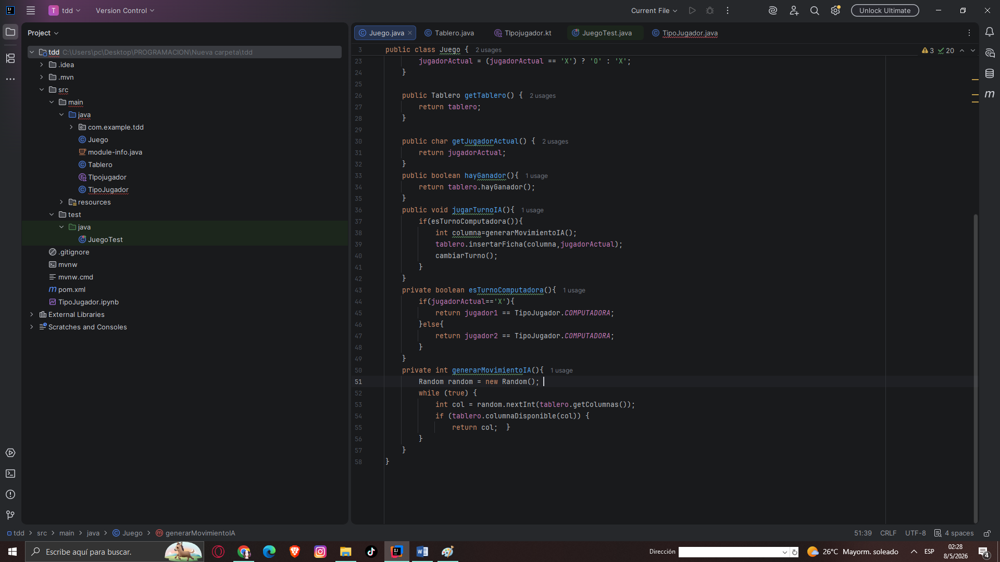 tdd
Version Control
Current File
Unlock Ultimate
Project
Juego.java
Tablero.java
TIpojugador.kt
JuegoTest.java
TipoJugador.java
tdd C:\Users\pc\Desktop\PROGRAMACION\Nueva carpeta\tdd
.idea
.mvn
src
main
java
com.example.tdd
Juego
module-info.java
Tablero
TIpojugador
TipoJugador
resources
test
java
JuegoTest
.gitignore
mvnw
mvnw.cmd
pom.xml
TipoJugador.ipynb
External Libraries
Scratches and Consoles
3 public class Juego { 2 usages
3 20
23 jugadorActual = (jugadorActual == 'X') ? 'O' : 'X';
24 }
25
26 public Tablero getTablero() { 2 usages
27 return tablero;
28 }
29
30 public char getJugadorActual() { 2 usages
31 return jugadorActual;
32 }
33 public boolean hayGanador(){ 1 usage
34 return tablero.hayGanador();
35 }
36 public void jugarTurnoIA(){ 1 usage
37 if(esTurnoComputadora()){
38 int columna=generarMovimientoIA();
39 tablero.insertarFicha(columna,jugadorActual);
40 cambiarTurno();
41 }
42 }
43 private boolean esTurnoComputadora(){ 1 usage
44 if(jugadorActual=='X'){
45 return jugador1 == TipoJugador.COMPUTADORA;
46 }else{
47 return jugador2 == TipoJugador.COMPUTADORA;
48 }
49 }
50 private int generarMovimientoIA(){ 1 usage
51 Random random = new Random();
52 while (true) {
53 int col = random.nextInt(tablero.getColumnas());
54 if (tablero.columnaDisponible(col)) {
55 return col; }
56 }
57 }
58 }
tdd > src > main > java > Juego > generarMovimientoIA
51:39 CRLF UTF-8 4 spaces
Escribe aquí para buscar.
Dirección
26°C Mayorm. soleado
ESP
02:28
8/5/2026
4